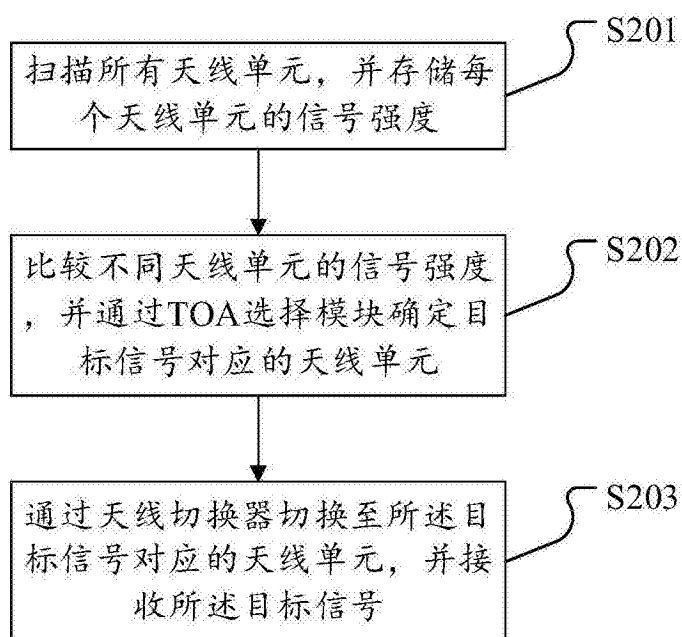 S201
扫描所有天线单元，并存储每
个天线单元的信号强度
S202
比较不同天线单元的信号强度
，并通过TOA选择模块确定目
标信号对应的天线单元
S203
通过天线切换器切换至所述目
标信号对应的天线单元，并接
收所述目标信号